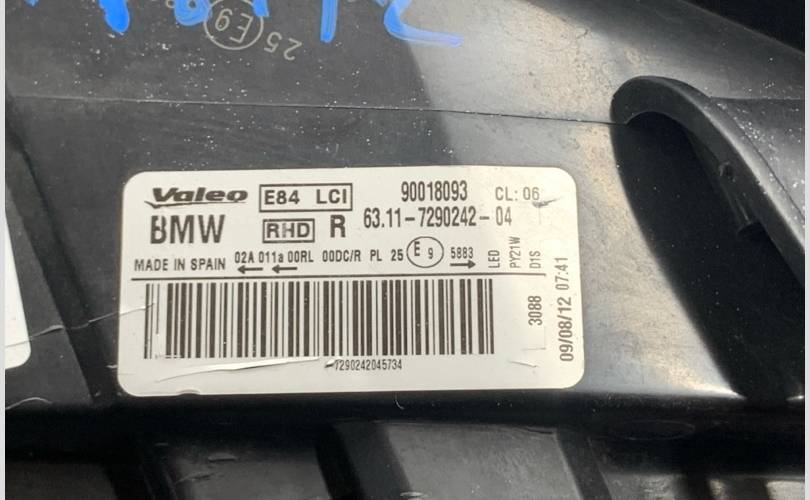 25 E9
Valeo E84 LCI 90018093 CL: 06
BMW RHD R 63.11-7290242-04
MADE IN SPAIN 02A 011a 00RL 00DC/R PL 25 E 9 5883
LED
PY21W
D1S
3088
09/08/12 07:41
7290242045734